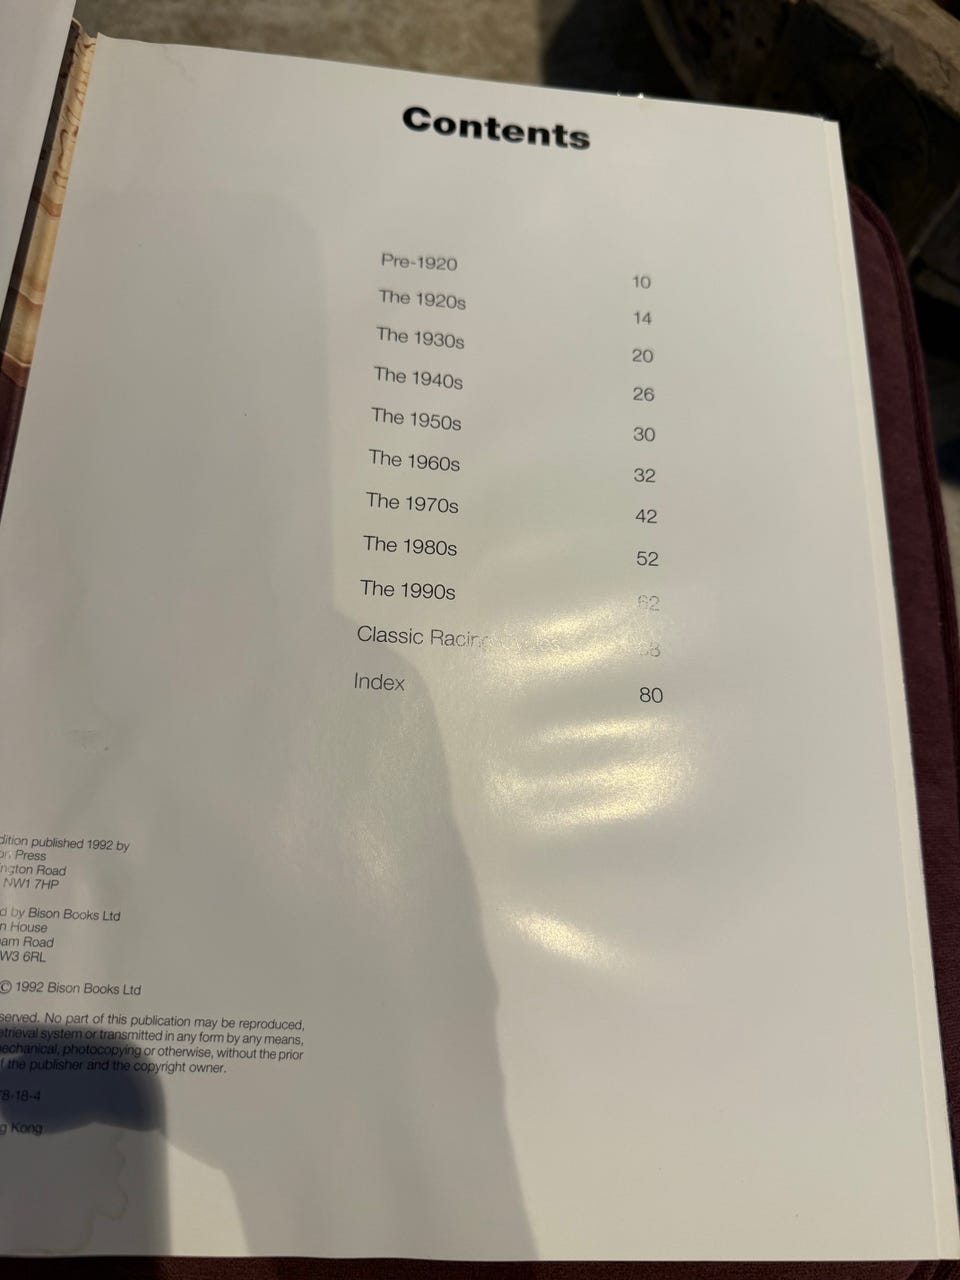 Contents
Pre-1920 10
The 1920s 14
The 1930s 20
The 1940s 26
The 1950s 30
The 1960s 32
The 1970s 42
The 1980s 52
The 1990s 62
Classic Racing
Index 80
dition published 1992 by
Press
ngton Road
NW1 7HP
d by Bison Books Ltd
n House
am Road
W3 6RL
© 1992 Bison Books Ltd
served. No part of this publication may be reproduced,
etrieval system or transmitted in any form by any means,
echanical, photocopying or otherwise, without the prior
f the publisher and the copyright owner.
8-18-4
g Kong